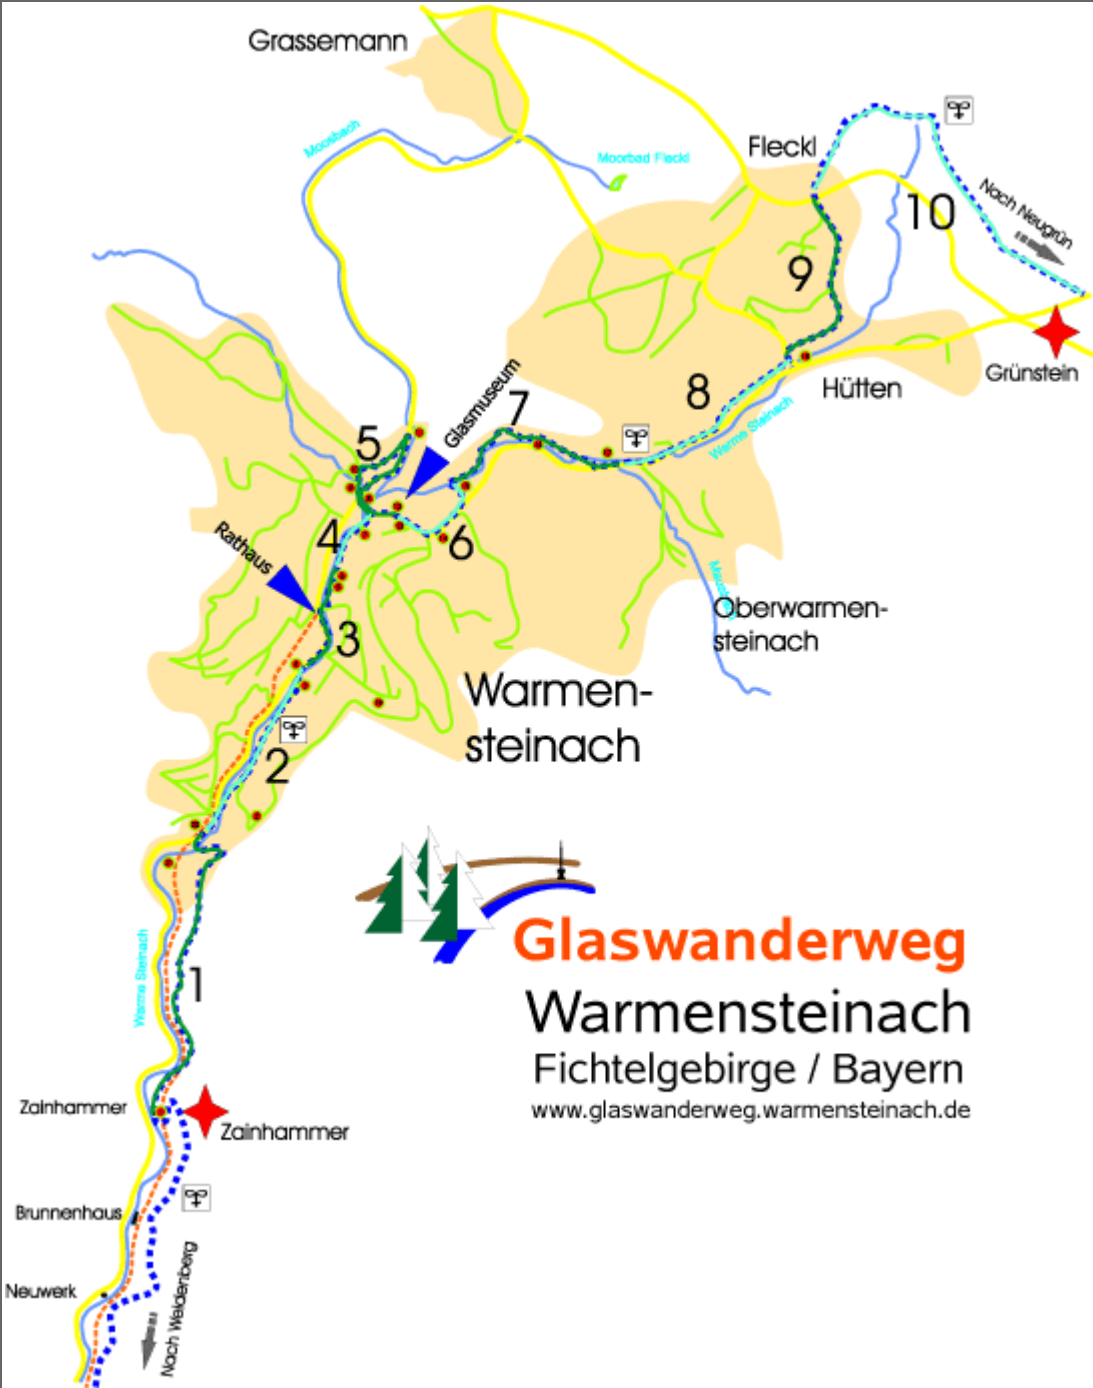 Grassemann
Moosbach
Fleckl
Moorbad Fleckl
10
Nach Neugrün
9
Grünstein
Glasmuseum
7
8
Hütten
Warme Steinach
5
Rathaus
4
6
3
Oberwarmen-
steinach
Warmen-
steinach
2
Glaswanderweg
Warmensteinach
Fichtelgebirge / Bayern
www.glaswanderweg.warmensteinach.de
Warme Steinach
1
Zainhammer
Zainhammer
Brunnenhaus
Neuwerk
Nach Weidenberg